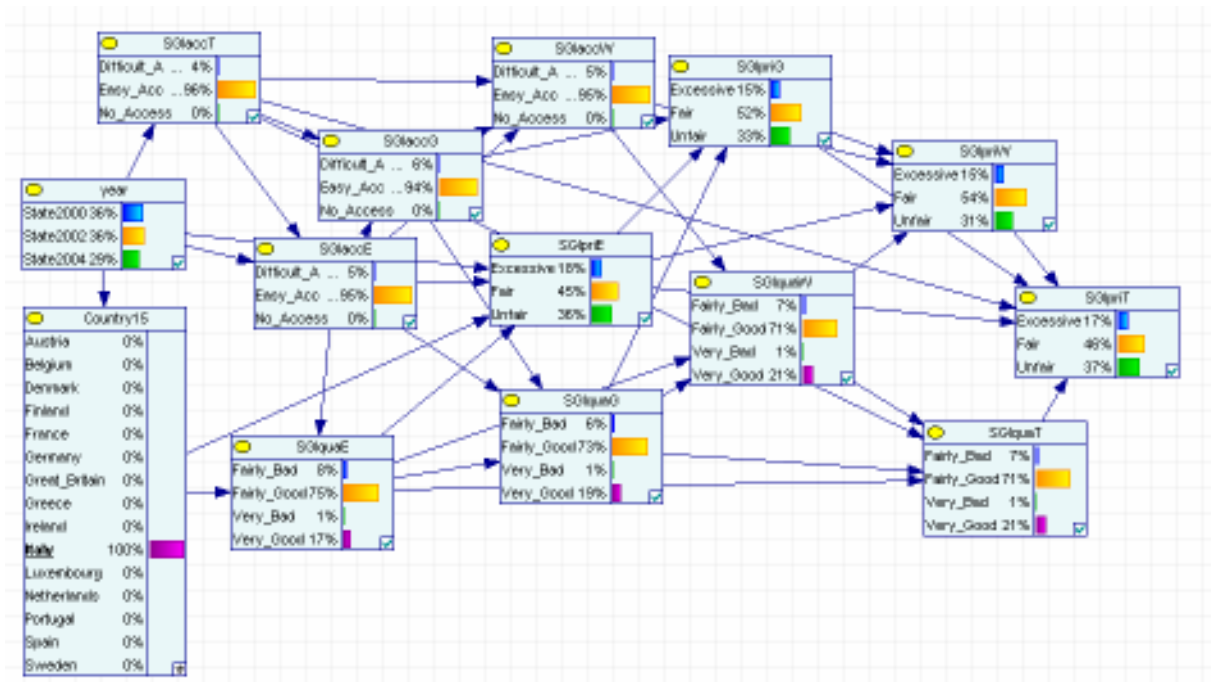 SGIaccT
Difficult_A ... 4%
Easy_Acc ...96%
No_Access 0%
SGIaccW
Difficult_A ... 5%
Easy_Acc ...95%
No_Access 0%
SGIpriG
Excessive 15%
Fair 52%
Unfair 33%
SGIaccG
Difficult_A ... 6%
Easy_Acc ...94%
No_Access 0%
SGIpriW
Excessive 15%
Fair 54%
Unfair 31%
year
State2000 36%
State2002 36%
State2004 29%
SGIaccE
Difficult_A ... 5%
Easy_Acc ...95%
No_Access 0%
SGIpriE
Excessive 18%
Fair 45%
Unfair 36%
SGIquaW
Fairly_Bad 7%
Fairly_Good 71%
Very_Bad 1%
Very_Good 21%
SGIpriT
Excessive 17%
Fair 46%
Unfair 37%
Country15
Austria 0%
Belgium 0%
Denmark 0%
Finland 0%
France 0%
Germany 0%
Great_Britain 0%
Greece 0%
Ireland 0%
Italy 100%
Luxembourg 0%
Netherlands 0%
Portugal 0%
Spain 0%
Sweden 0%
SGIquaE
Fairly_Bad 8%
Fairly_Good 75%
Very_Bad 1%
Very_Good 17%
SGIquaG
Fairly_Bad 6%
Fairly_Good 73%
Very_Bad 1%
Very_Good 19%
SGIquaT
Fairly_Bad 7%
Fairly_Good 71%
Very_Bad 1%
Very_Good 21%